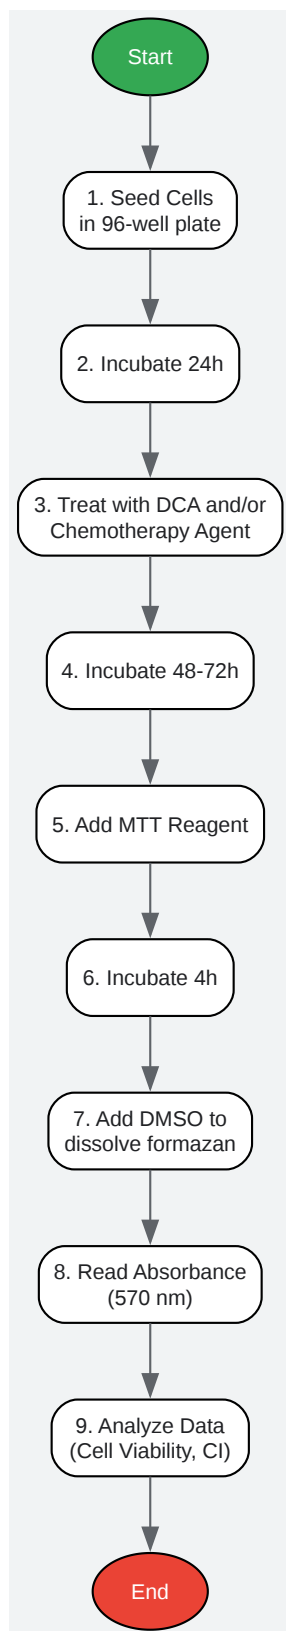 Start
1. Seed Cells
in 96-well plate
2. Incubate 24h
3. Treat with DCA and/or
Chemotherapy Agent
4. Incubate 48-72h
5. Add MTT Reagent
6. Incubate 4h
7. Add DMSO to
dissolve formazan
8. Read Absorbance
(570 nm)
9. Analyze Data
(Cell Viability, CI)
End